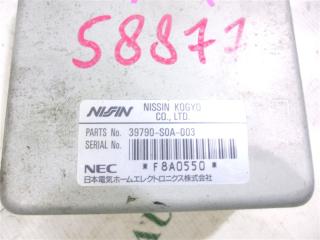 58871
NISSIN NISSIN KOGYO
CO., LTD.
PARTS No. 39790-S0A-003
SERIAL No.
NEC *F8A0550*
日本電気ホームエレクトロニクス株式会社